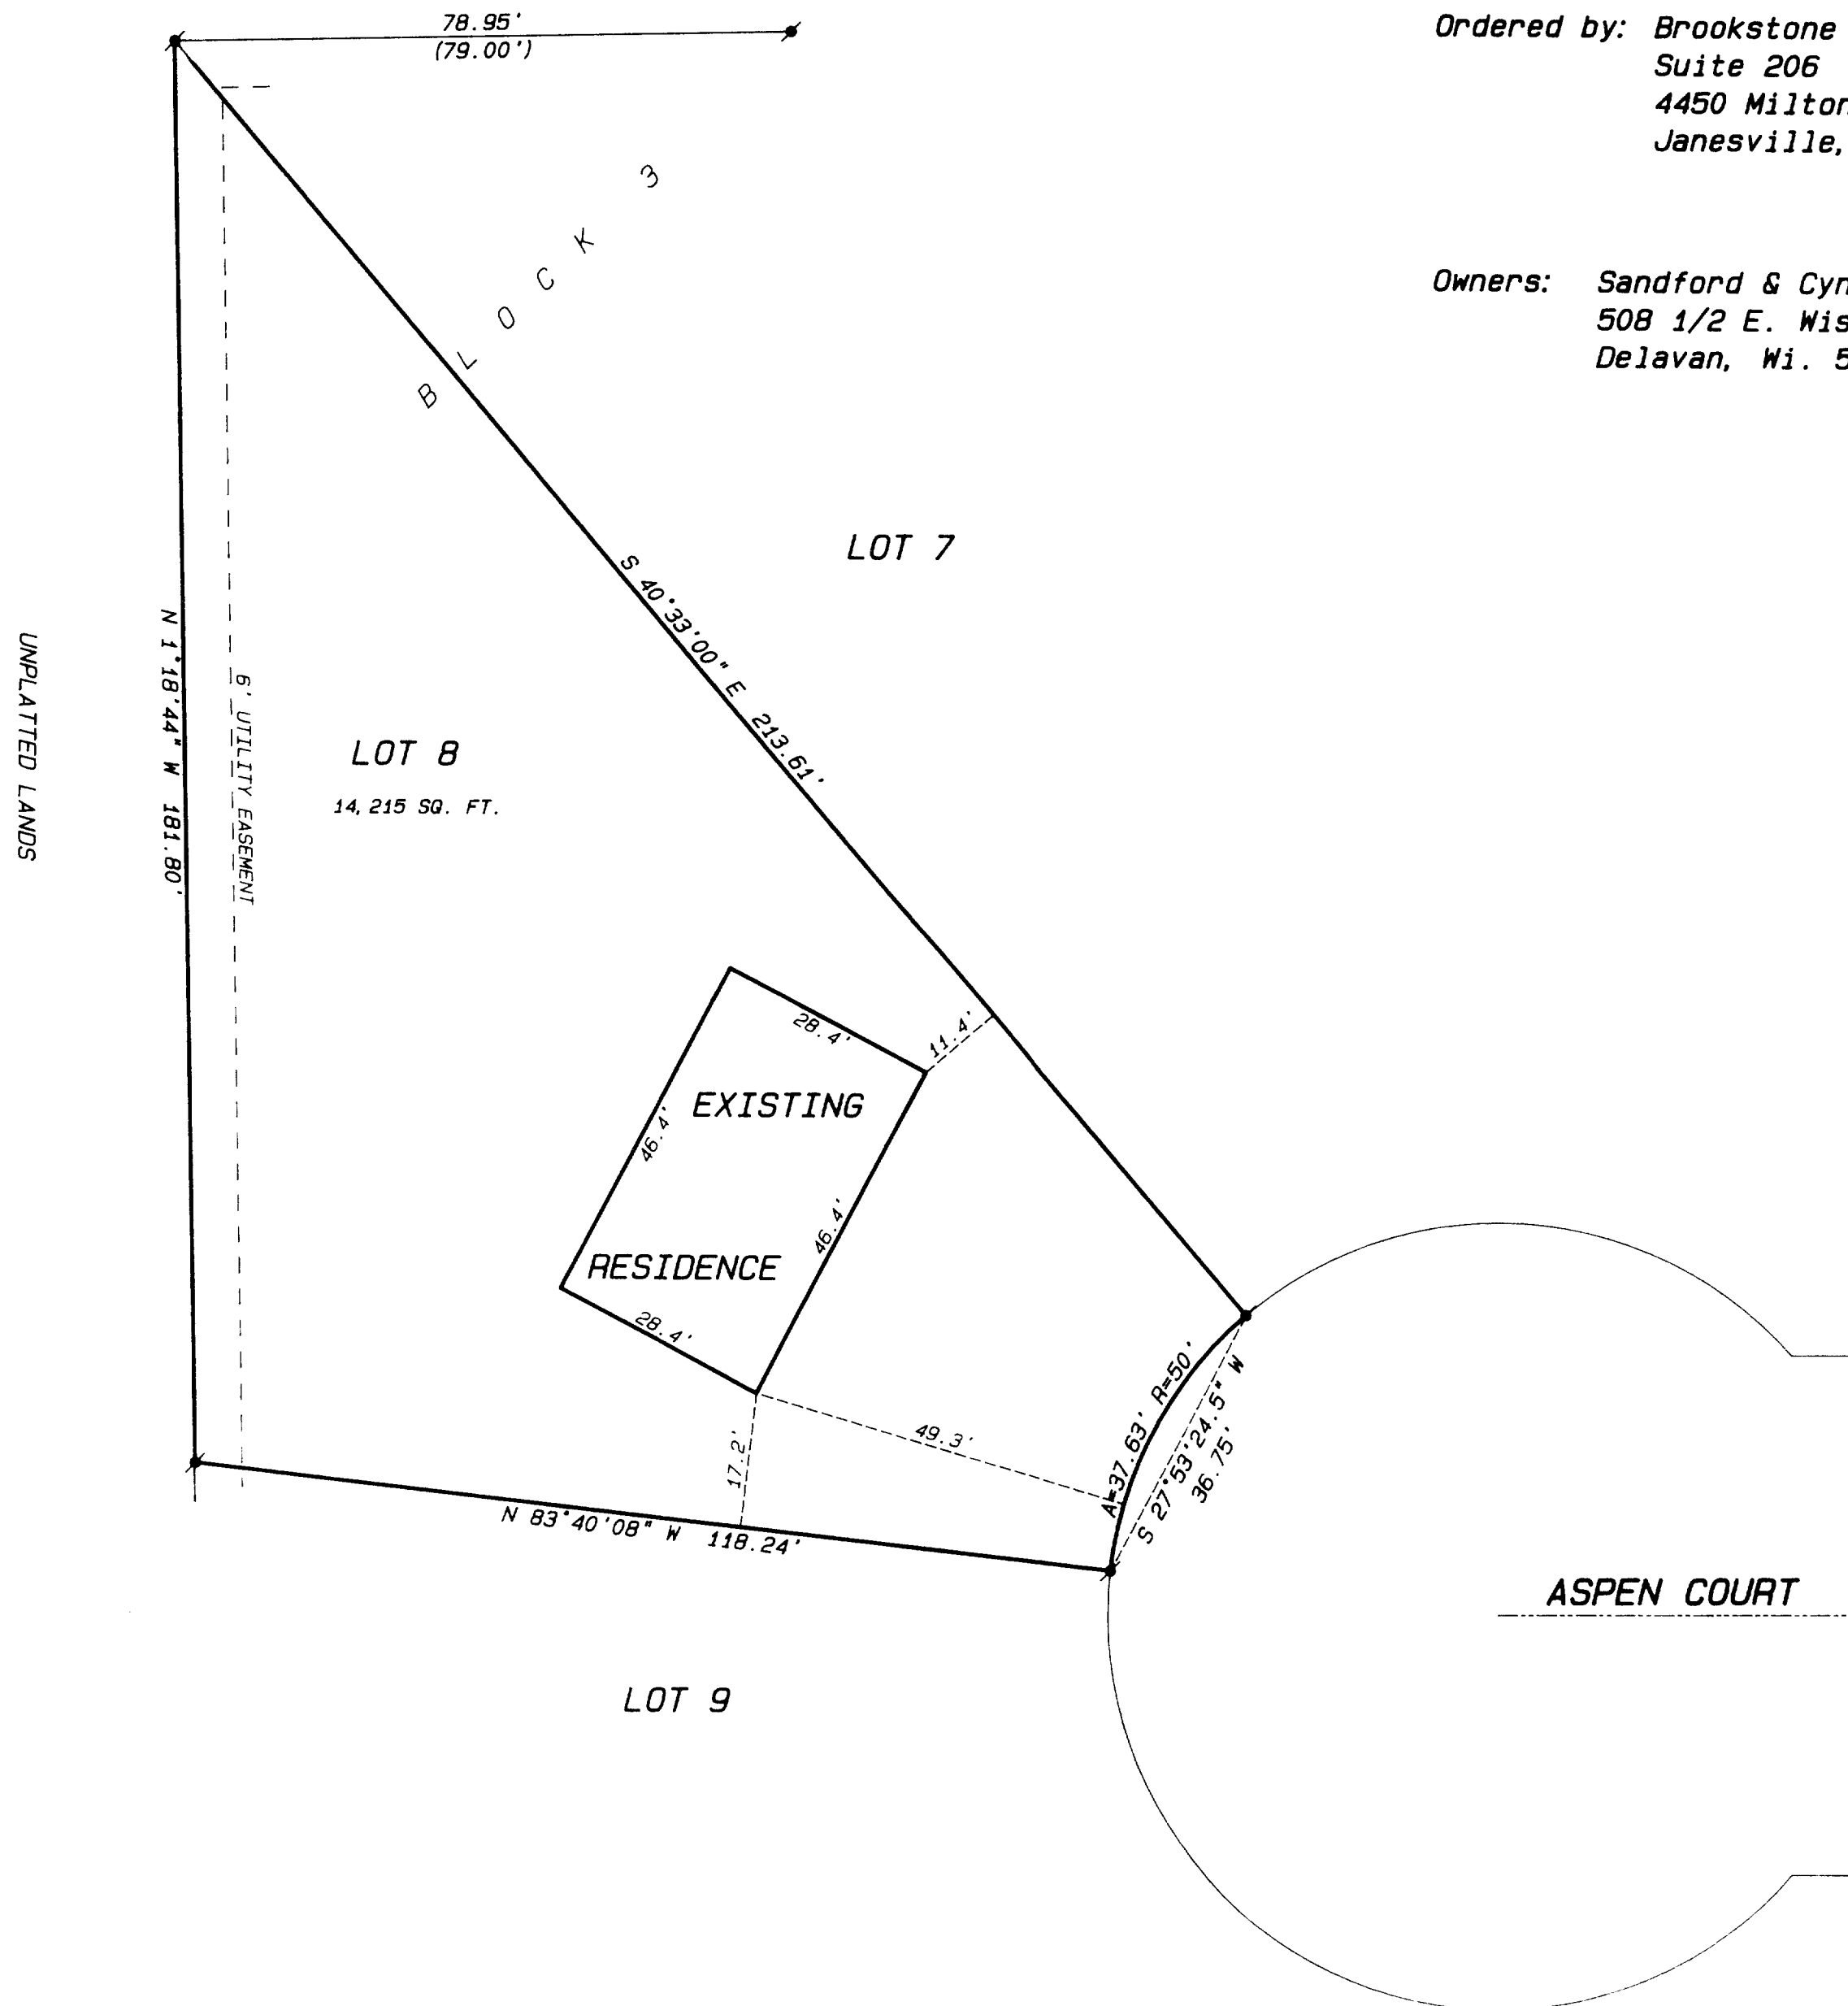 78.95'
(79.00')
Ordered by: Brookstone
Suite 206
4450 Milton
Janesville,
Owners: Sandford & Cyn
508 1/2 E. Wis
Delavan, Wi. 5
BLOCK 3
LOT 7
S 40°33'00" E 213.61'
UNPLATTED LANDS
N 1°18'44" W 181.80'
6' UTILITY EASEMENT
LOT 8
14,215 SQ. FT.
28.4'
11.4'
EXISTING
46.4'
46.4'
RESIDENCE
28.4'
49.3'
17.2'
A=37.63' R=50'
S 27°53'24.5" W
36.75'
N 83°40'08" W 118.24'
ASPEN COURT
LOT 9